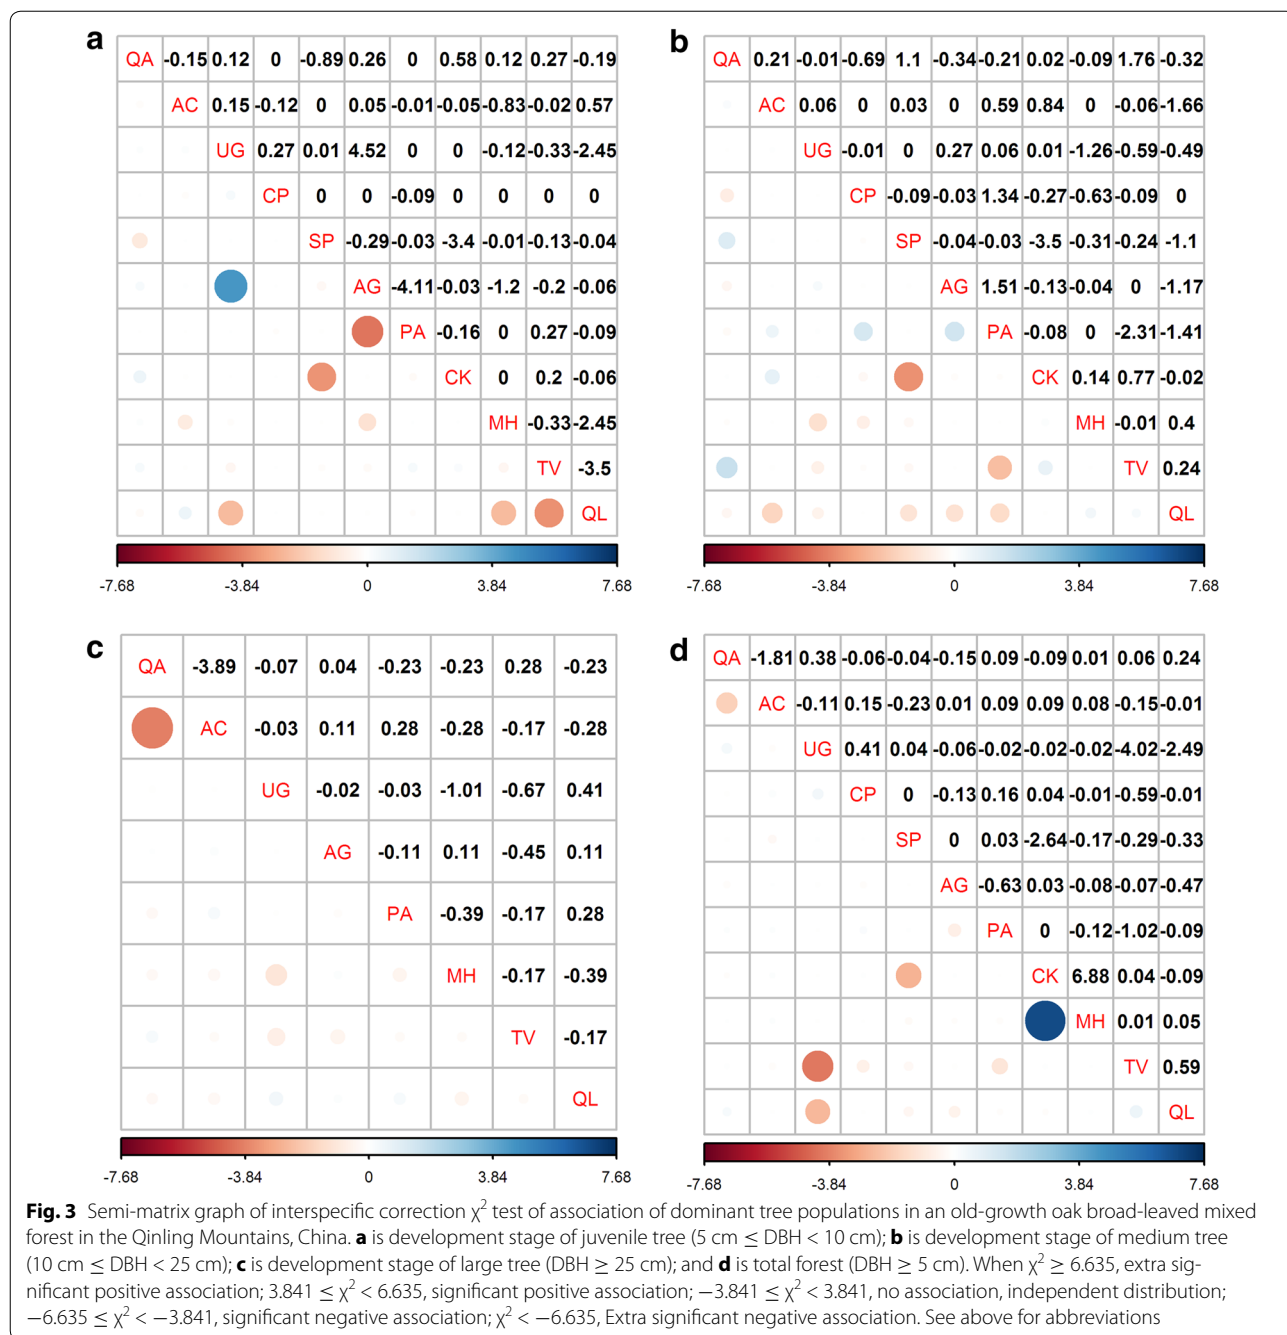 a
QA -0.15 0.12 0 -0.89 0.26 0 0.58 0.12 0.27 -0.19
AC 0.15 -0.12 0 0.05 -0.01 -0.05 -0.83 -0.02 0.57
UG 0.27 0.01 4.52 0 0 -0.12 -0.33 -2.45
CP 0 0 -0.09 0 0 0 0
SP -0.29 -0.03 -3.4 -0.01 -0.13 -0.04
AG -4.11 -0.03 -1.2 -0.2 -0.06
PA -0.16 0 0.27 -0.09
CK 0 0.2 -0.06
MH -0.33 -2.45
TV -3.5
QL
-7.68 -3.84 0 3.84 7.68
b
QA 0.21 -0.01 -0.69 1.1 -0.34 -0.21 0.02 -0.09 1.76 -0.32
AC 0.06 0 0.03 0 0.59 0.84 0 -0.06 -1.66
UG -0.01 0 0.27 0.06 0.01 -1.26 -0.59 -0.49
CP -0.09 -0.03 1.34 -0.27 -0.63 -0.09 0
SP -0.04 -0.03 -3.5 -0.31 -0.24 -1.1
AG 1.51 -0.13 -0.04 0 -1.17
PA -0.08 0 -2.31 -1.41
CK 0.14 0.77 -0.02
MH -0.01 0.4
TV 0.24
QL
-7.68 -3.84 0 3.84 7.68
c
QA -3.89 -0.07 0.04 -0.23 -0.23 0.28 -0.23
AC -0.03 0.11 0.28 -0.28 -0.17 -0.28
UG -0.02 -0.03 -1.01 -0.67 0.41
AG -0.11 0.11 -0.45 0.11
PA -0.39 -0.17 0.28
MH -0.17 -0.39
TV -0.17
QL
-7.68 -3.84 0 3.84 7.68
d
QA -1.81 0.38 -0.06 -0.04 -0.15 0.09 -0.09 0.01 0.06 0.24
AC -0.11 0.15 -0.23 0.01 0.09 0.09 0.08 -0.15 -0.01
UG 0.41 0.04 -0.06 -0.02 -0.02 -0.02 -4.02 -2.49
CP 0 -0.13 0.16 0.04 -0.01 -0.59 -0.01
SP 0 0.03 -2.64 -0.17 -0.29 -0.33
AG -0.63 0.03 -0.08 -0.07 -0.47
PA 0 -0.12 -1.02 -0.09
CK 6.88 0.04 -0.09
MH 0.01 0.05
TV 0.59
QL
-7.68 -3.84 0 3.84 7.68
Fig. 3 Semi-matrix graph of interspecific correction χ² test of association of dominant tree populations in an old-growth oak broad-leaved mixed
forest in the Qinling Mountains, China. a is development stage of juvenile tree (5 cm ≤ DBH < 10 cm); b is development stage of medium tree
(10 cm ≤ DBH < 25 cm); c is development stage of large tree (DBH ≥ 25 cm); and d is total forest (DBH ≥ 5 cm). When χ² ≥ 6.635, extra sig-
nificant positive association; 3.841 ≤ χ² < 6.635, significant positive association; −3.841 ≤ χ² < 3.841, no association, independent distribution;
−6.635 ≤ χ² < −3.841, significant negative association; χ² < −6.635, Extra significant negative association. See above for abbreviations